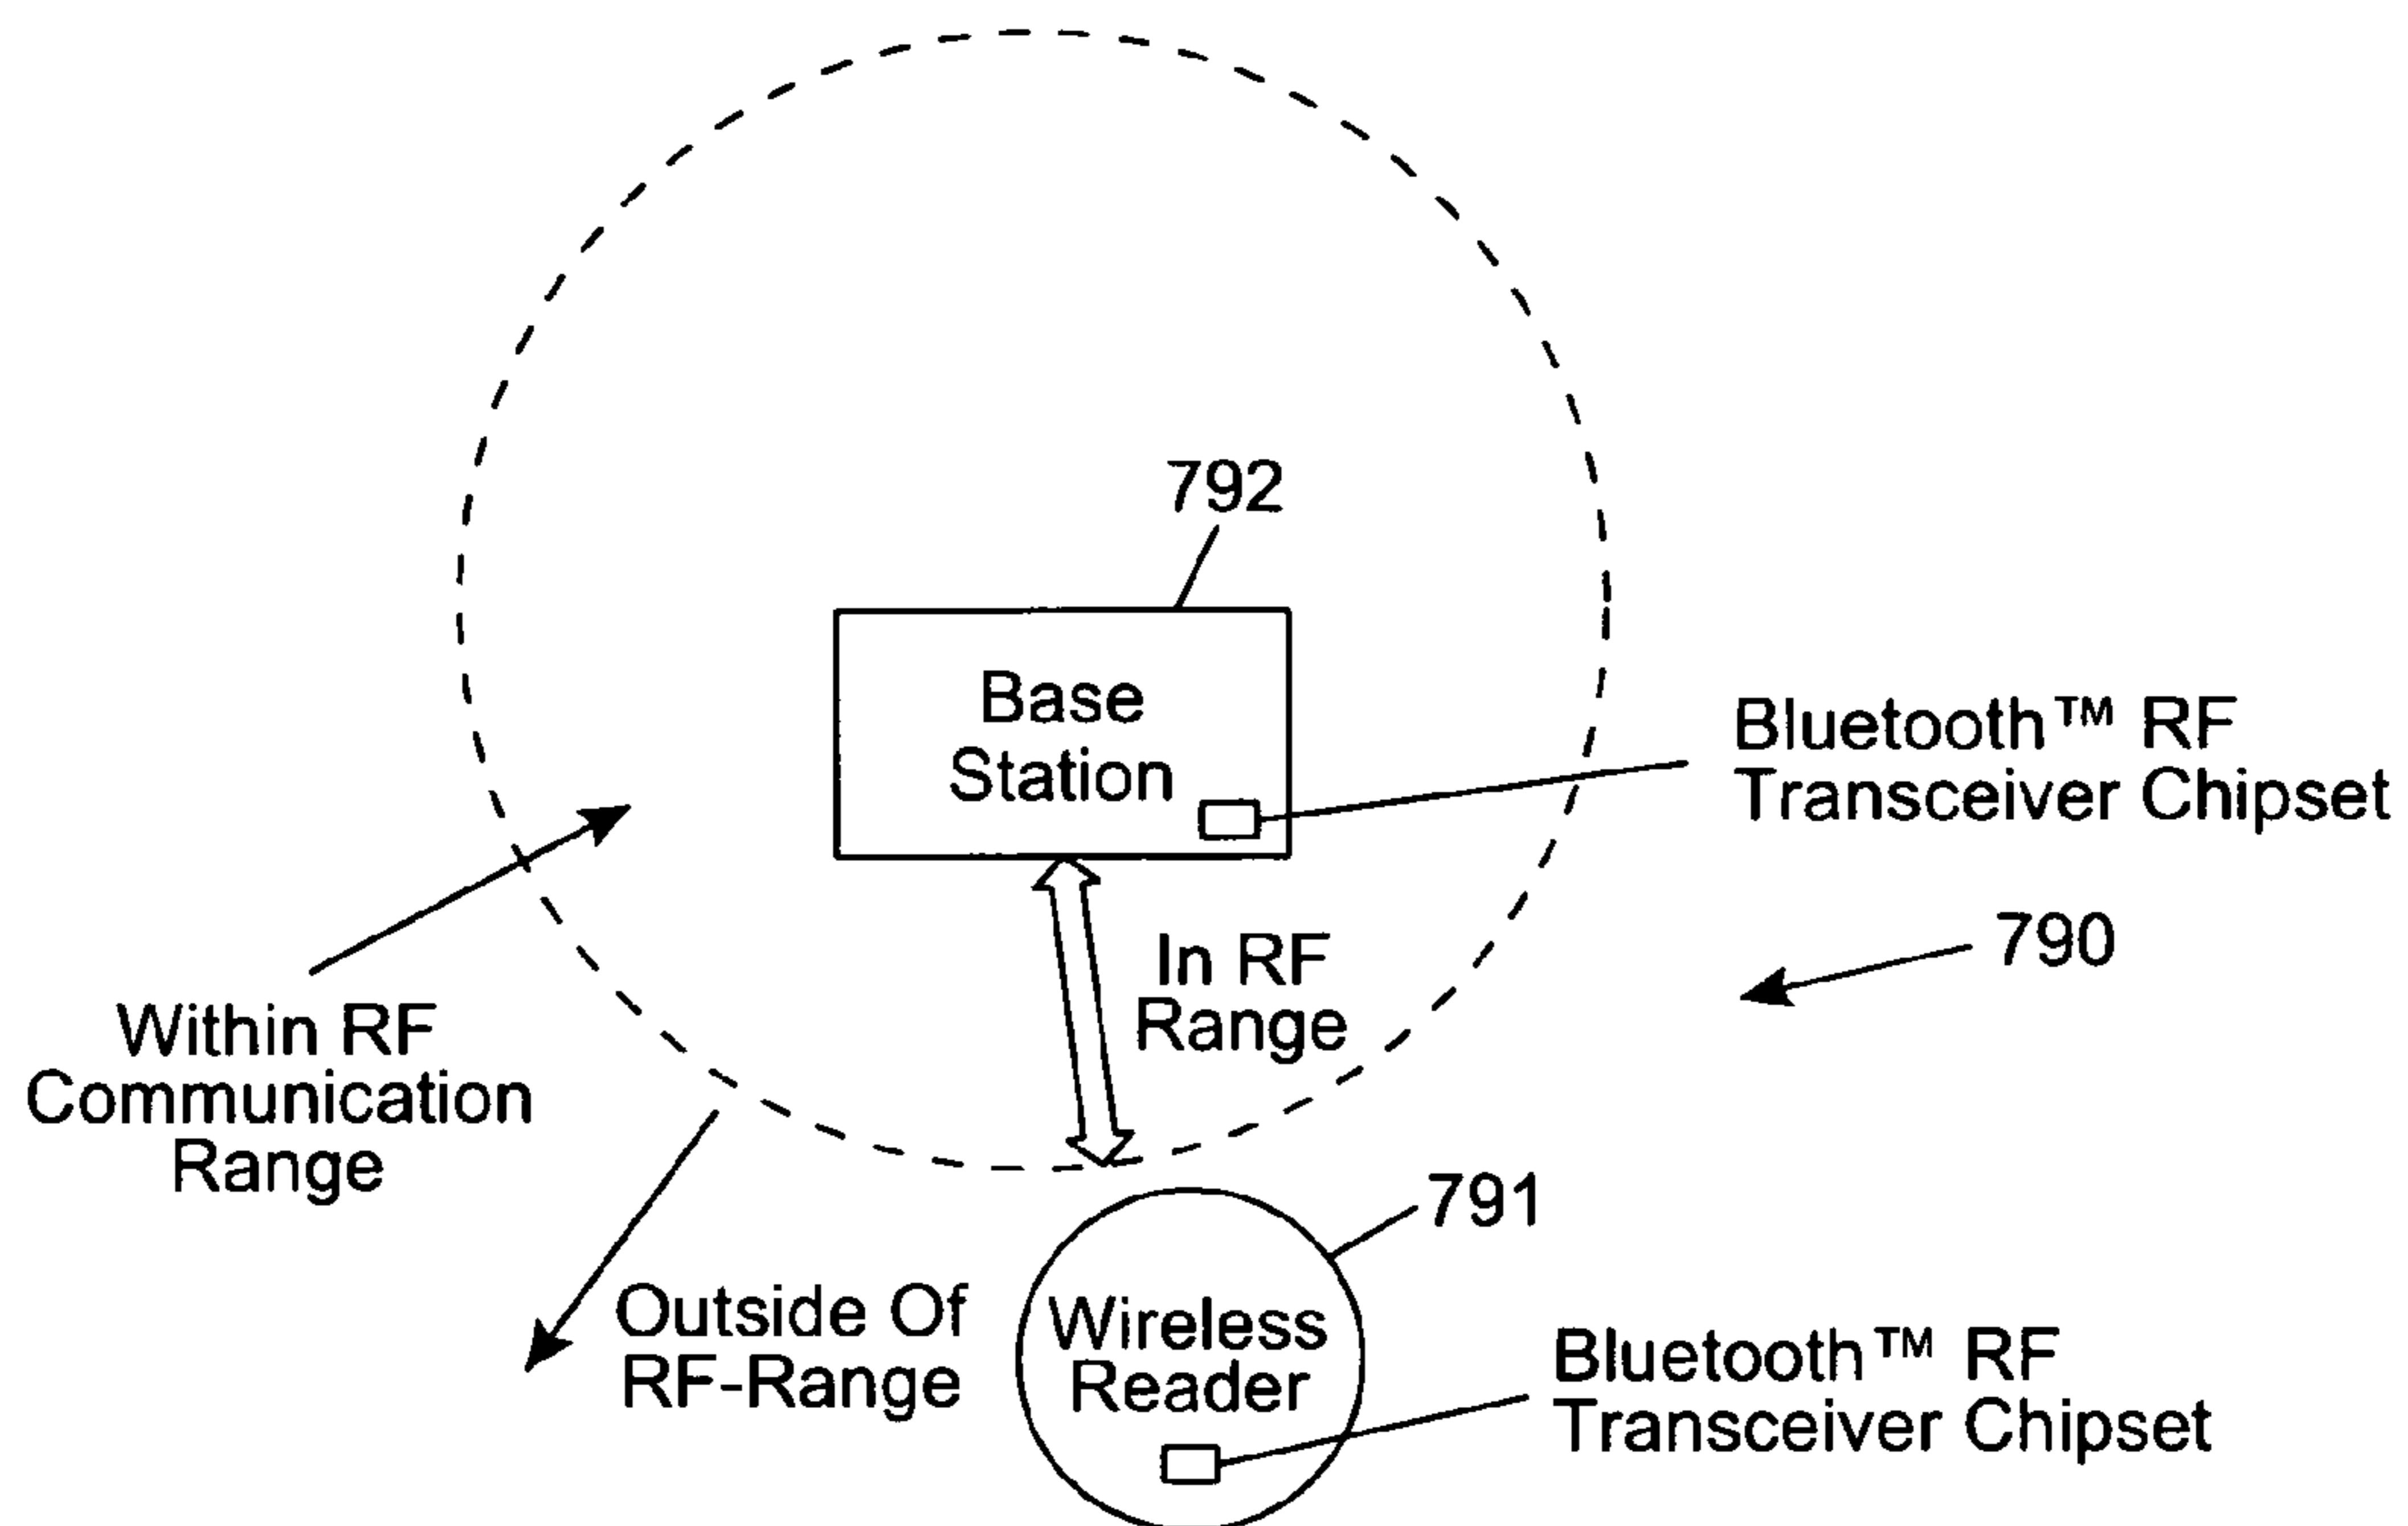 792
Base
Station
Bluetooth™ RF
Transceiver Chipset
790
In RF
Range
Within RF
Communication
Range
791
Outside Of
RF-Range
Wireless
Reader
Bluetooth™ RF
Transceiver Chipset